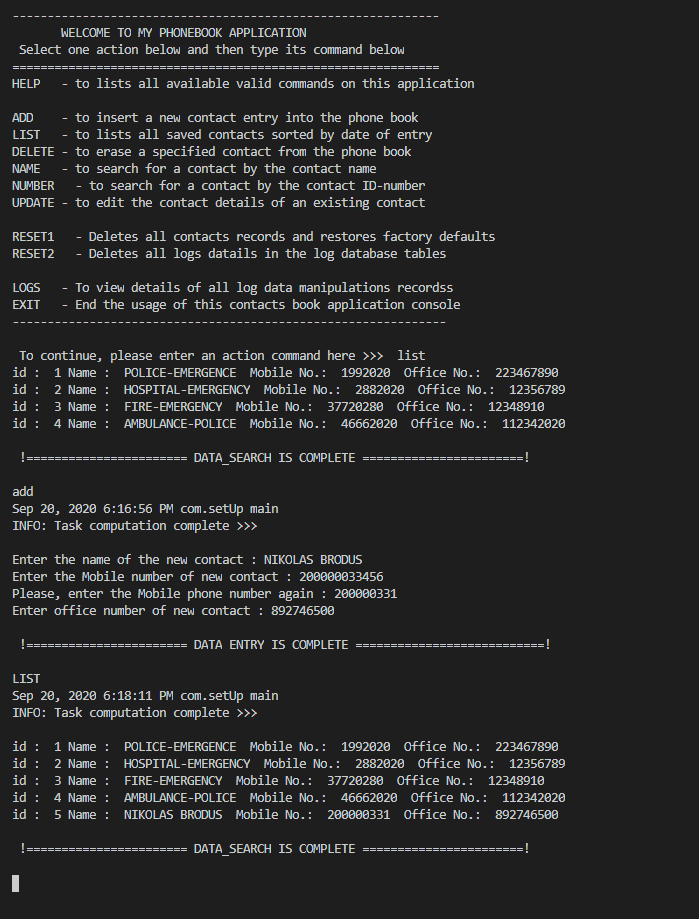 -------------------------------------------------------------
WELCOME TO MY PHONEBOOK APPLICATION
Select one action below and then type its command below
=============================================================
HELP   - to lists all available valid commands on this application
ADD    - to insert a new contact entry into the phone book
LIST   - to lists all saved contacts sorted by date of entry
DELETE - to erase a specified contact from the phone book
NAME   - to search for a contact by the contact name
NUMBER   - to search for a contact by the contact ID-number
UPDATE - to edit the contact details of an existing contact
RESET1   - Deletes all contacts records and restores factory defaults
RESET2   - Deletes all logs datails in the log database tables
LOGS   - To view details of all log data manipulations recordss
EXIT   - End the usage of this contacts book application console
--------------------------------------------------------------
To continue, please enter an action command here >>>  list
id :  1 Name :  POLICE-EMERGENCE  Mobile No.:  1992020  Office No.:  223467890
id :  2 Name :  HOSPITAL-EMERGENCY  Mobile No.:  2882020  Office No.:  12356789
id :  3 Name :  FIRE-EMERGENCY  Mobile No.: 37720280  Office No.:  12348910
id :  4 Name :  AMBULANCE-POLICE  Mobile No.:  46662020  Office No.:  112342020
!======================= DATA_SEARCH IS COMPLETE =======================!
add
Sep 20, 2020 6:16:56 PM com.setUp main
INFO: Task computation complete >>>
Enter the name of the new contact : NIKOLAS BRODUS
Enter the Mobile number of new contact : 200000033456
Please, enter the Mobile phone number again : 200000331
Enter office number of new contact : 892746500
!======================= DATA ENTRY IS COMPLETE ===========================!
LIST
Sep 20, 2020 6:18:11 PM com.setUp main
INFO: Task computation complete >>>
id :  1 Name :  POLICE-EMERGENCE  Mobile No.:  1992020  Office No.:  223467890
id :  2 Name :  HOSPITAL-EMERGENCY  Mobile No.:  2882020  Office No.:  12356789
id :  3 Name :  FIRE-EMERGENCY  Mobile No.: 37720280  Office No.:  12348910
id :  4 Name :  AMBULANCE-POLICE  Mobile No.:  46662020  Office No.:  112342020
id :  5 Name :  NIKOLAS BRODUS  Mobile No.:  200000331  Office No.:  892746500
!======================= DATA_SEARCH IS COMPLETE =======================!